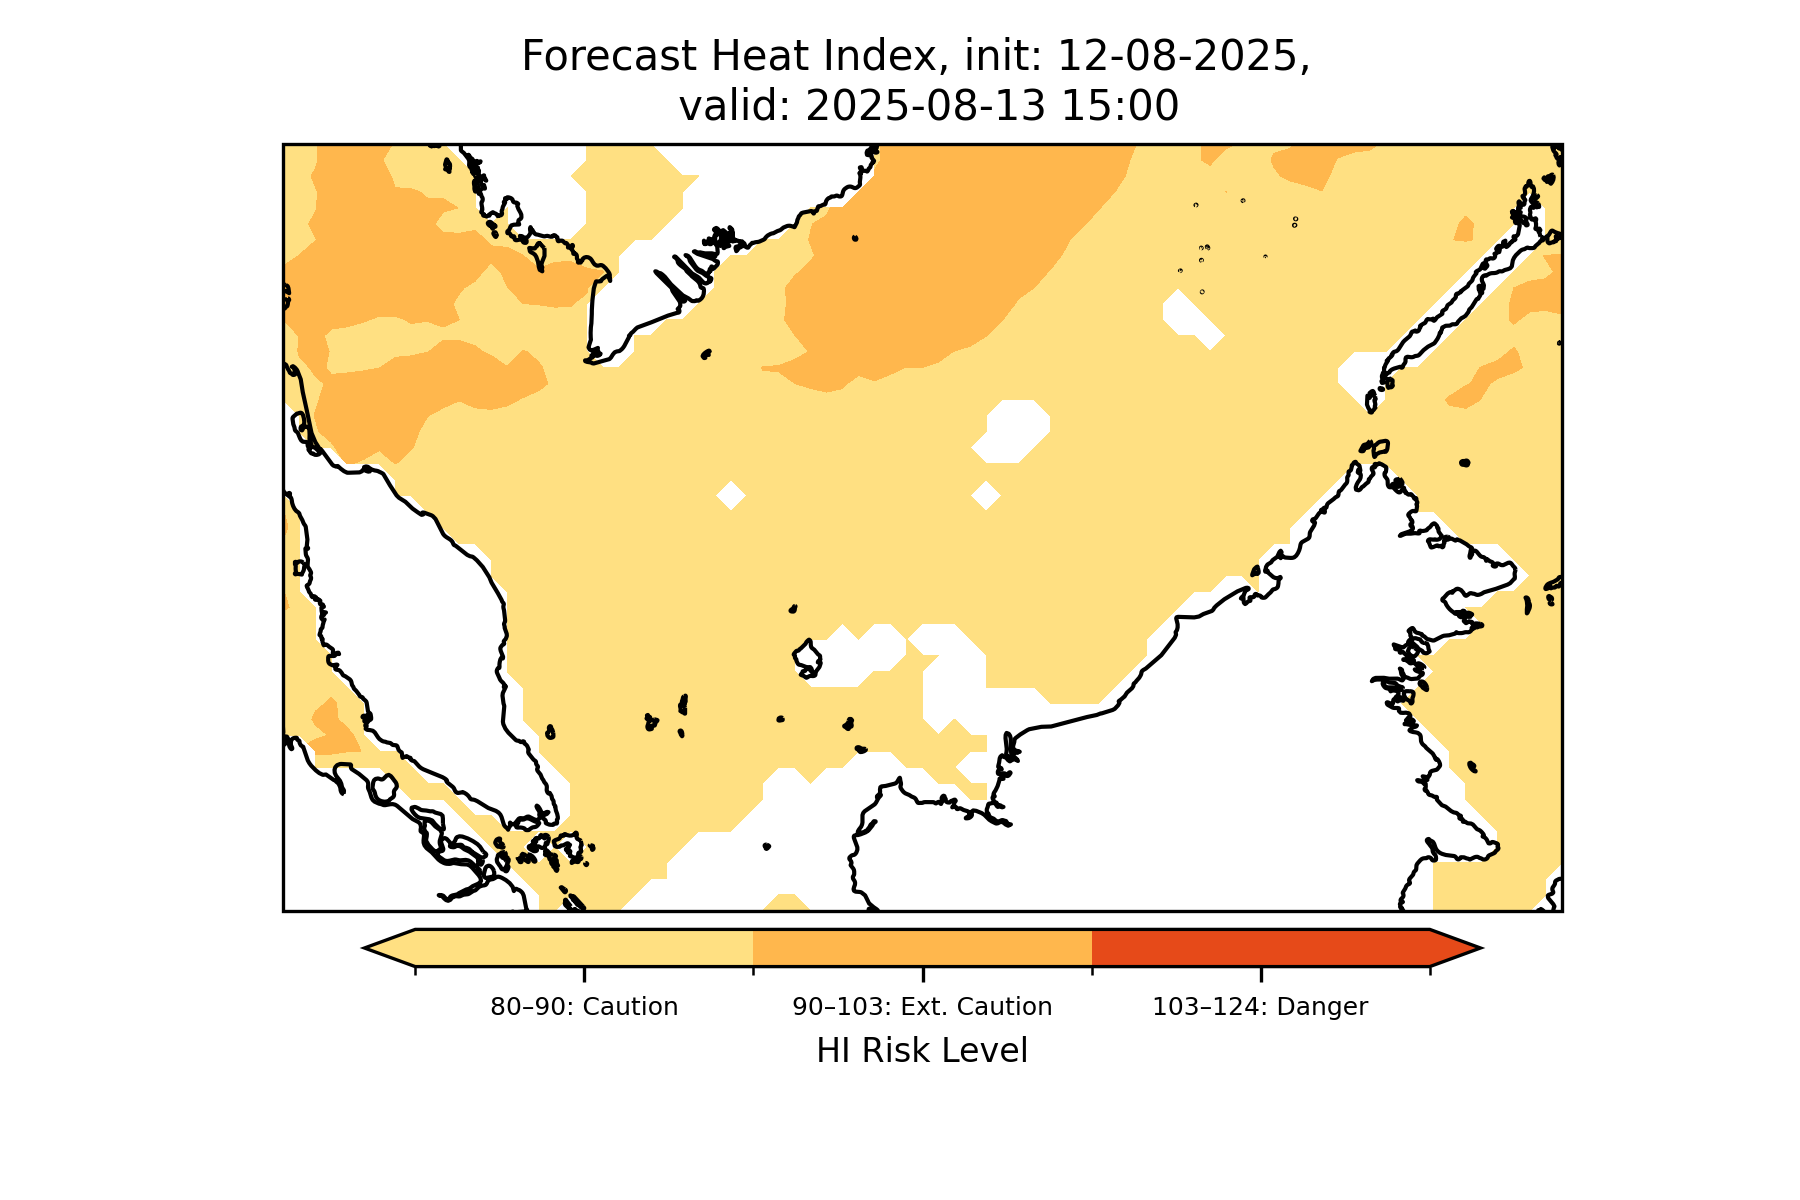 Forecast Heat Index, init: 12-08-2025,
valid: 2025-08-13 15:00
80–90: Caution
90–103: Ext. Caution
103–124: Danger
HI Risk Level